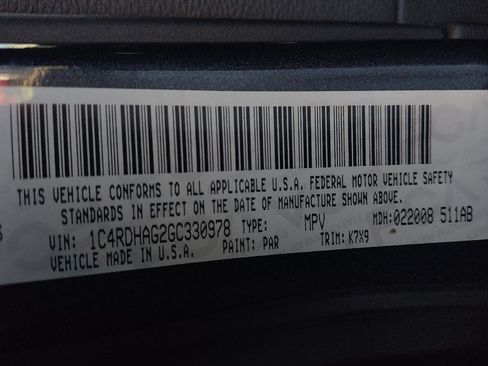 THIS VEHICLE CONFORMS TO ALL APPLICABLE U.S.A. FEDERAL MOTOR VEHICLE SAFETY
STANDARDS IN EFFECT ON THE DATE OF MANUFACTURE SHOWN ABOVE.
VIN: 1C4RDHAG2GC330978 TYPE: MPV MDH:022008 511AB
VEHICLE MADE IN U.S.A. PAINT: PAR TRIM: K7X9